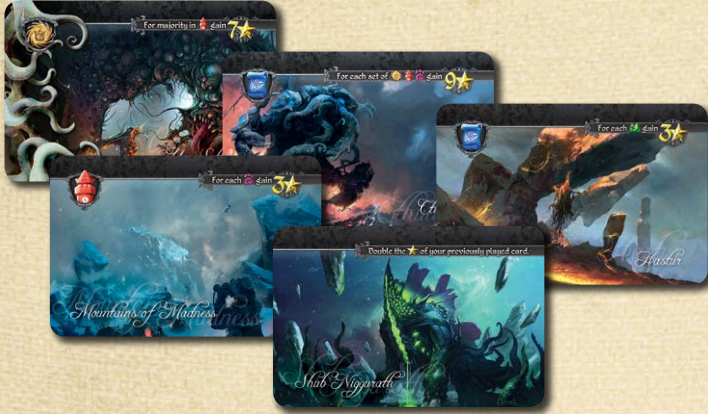 For majority in gain 7
For each set of gain 9
For each gain 3
For each gain 3
Mountains of Madness
Hastur
Double the of your previously played card.
Shub Niggurath